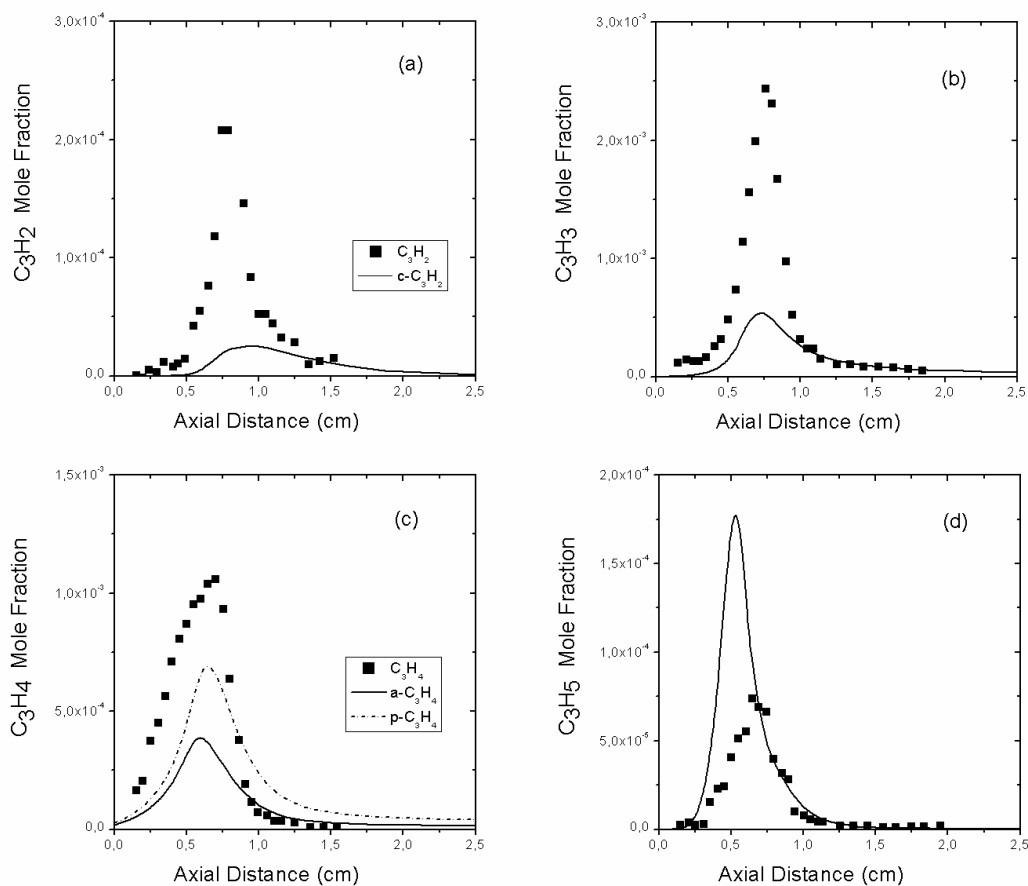 3,0x10⁻⁴
2,0x10⁻⁴
1,0x10⁻⁴
0,0
0,0 0,5 1,0 1,5 2,0 2,5
C₃H₂ Mole Fraction
Axial Distance (cm)
(a)
C₃H₂
c-C₃H₂
3,0x10⁻³
2,0x10⁻³
1,0x10⁻³
0,0
0,0 0,5 1,0 1,5 2,0 2,5
C₃H₃ Mole Fraction
Axial Distance (cm)
(b)
1,5x10⁻³
1,0x10⁻³
5,0x10⁻⁴
0,0
0,0 0,5 1,0 1,5 2,0 2,5
C₃H₄ Mole Fraction
Axial Distance (cm)
(c)
C₃H₄
a-C₃H₄
p-C₃H₄
2,0x10⁻⁴
1,5x10⁻⁴
1,0x10⁻⁴
5,0x10⁻⁵
0,0
0,0 0,5 1,0 1,5 2,0 2,5
C₃H₅ Mole Fraction
Axial Distance (cm)
(d)